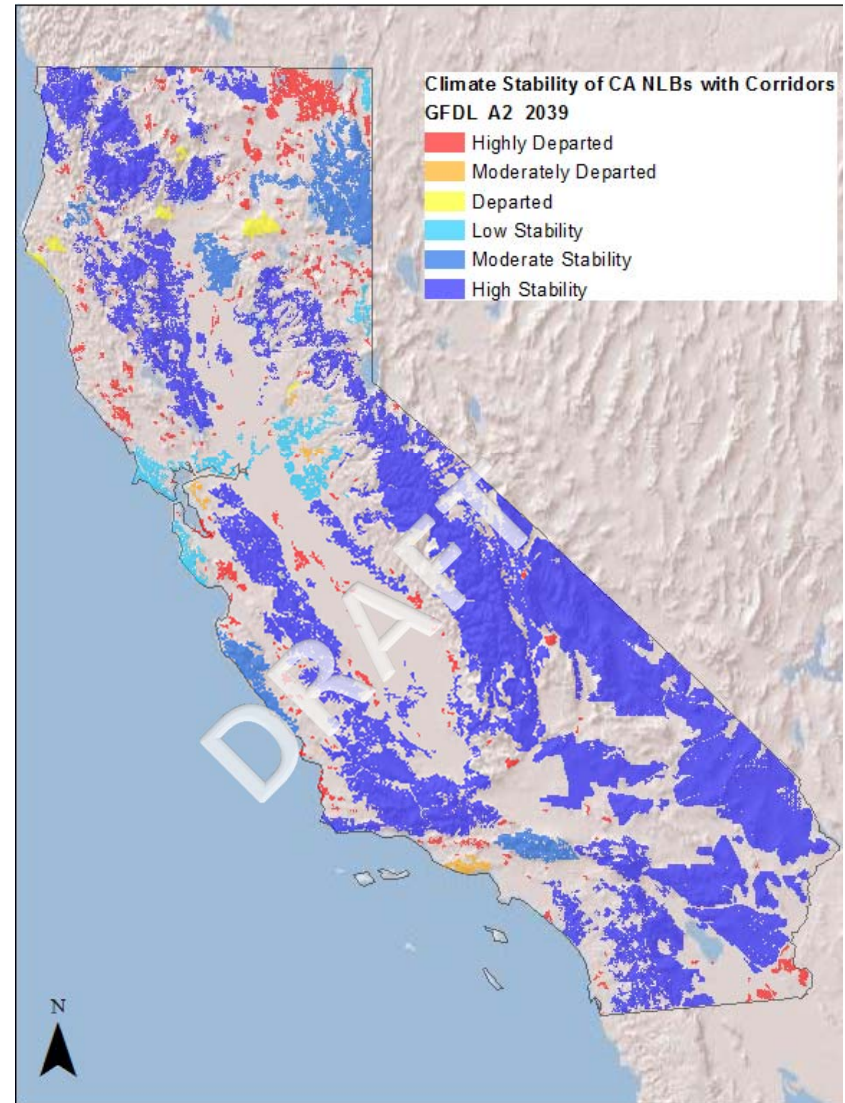 Climate Stability of CA NLBs with Corridors
GFDL A2 2039
Highly Departed
Moderately Departed
Departed
Low Stability
Moderate Stability
High Stability
DRAFT
N